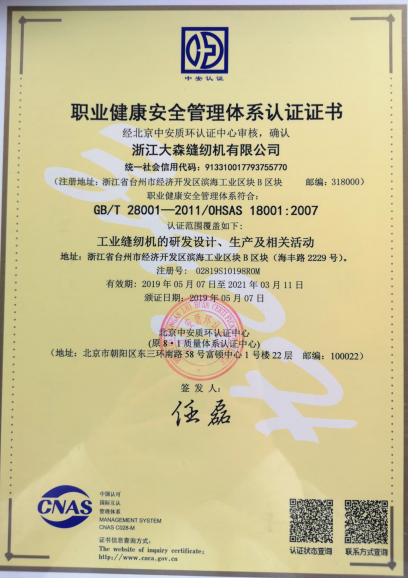 中安认证
职业健康安全管理体系认证证书
经北京中安质环认证中心审核，确认
浙江大森缝纫机有限公司
统一社会信用代码：913310017793755770
（注册地址：浙江省台州市经济开发区滨海工业区块B区块 邮编：318000）
职业健康安全管理体系符合：
GB/T 28001—2011/OHSAS 18001:2007
认证范围覆盖如下：
工业缝纫机的研发设计、生产及相关活动
地址：浙江省台州市经济开发区滨海工业区块B区块（海丰路2229号）。
注册号：02819S10198R0M
有效期：2019年05月07日至2021年03月11日
颁证日期：2019年05月07日
北京中安质环认证中心
（原8·1质量体系认证中心）
（地址：北京市朝阳区东三环南路58号富顿中心1号楼22层 邮编：100022）
签发人：
任磊
CNAS
中国认可
国际互认
管理体系
MANAGEMENT SYSTEM
CNAS C028-M
证书信息查询方式：
The website of inquiry certificate:
http://www.cnca.gov.cn
认证状态查询
联系方式查询